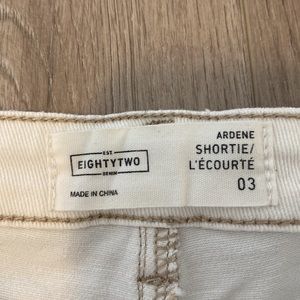 EST.
EIGHTYTWO
DENIM
MADE IN CHINA
ARDENE
SHORTIE/
L'ÉCOURTÉ
03